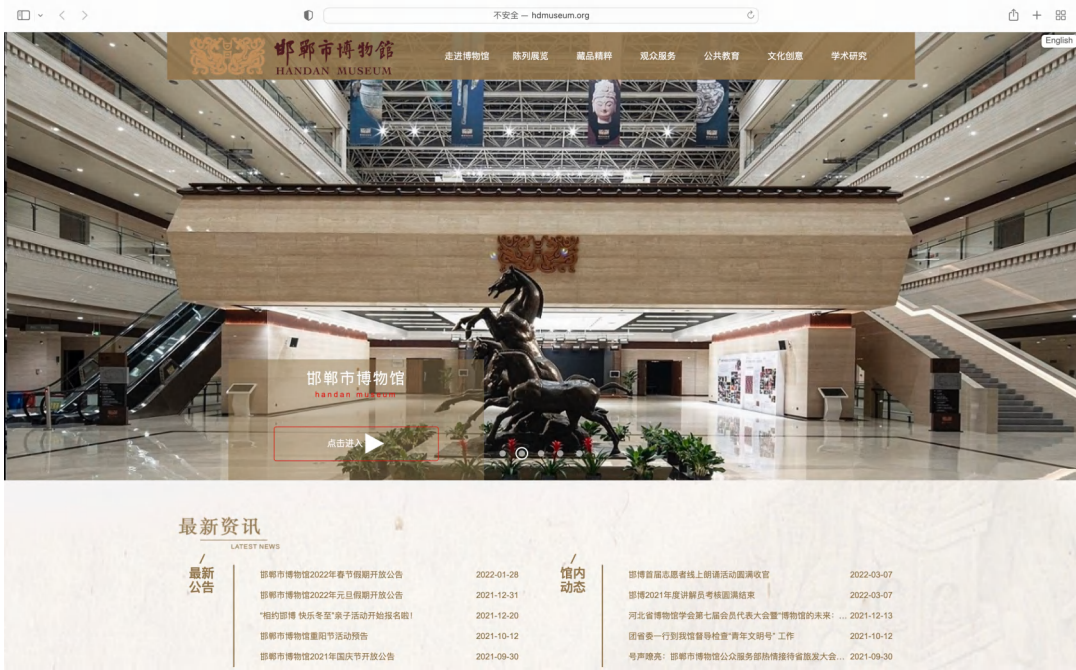 不安全 — hdmuseum.org
English
邯郸市博物馆
HANDAN MUSEUM
走进博物馆 陈列展览 藏品精粹 观众服务 公共教育 文化创意 学术研究
邯郸市博物馆
handan museum
点击进入
最新资讯
LATEST NEWS
最新
公告
邯郸市博物馆2022年春节假期开放公告 2022-01-28
邯郸市博物馆2022年元旦假期开放公告 2021-12-31
“相约邯博 快乐冬至”亲子活动开始报名啦！ 2021-12-20
邯郸市博物馆重阳节活动预告 2021-10-12
邯郸市博物馆2021年国庆节开放公告 2021-09-30
馆内
动态
邯博首届志愿者线上朗诵活动圆满收官 2022-03-07
邯博2021年度讲解员考核圆满结束 2022-03-07
河北省博物馆学会第七届会员代表大会暨“博物馆的未来：... 2021-12-13
团省委一行到我馆督导检查“青年文明号” 工作 2021-10-12
号声嘹亮：邯郸市博物馆公众服务部热情接待省旅发大会... 2021-09-30